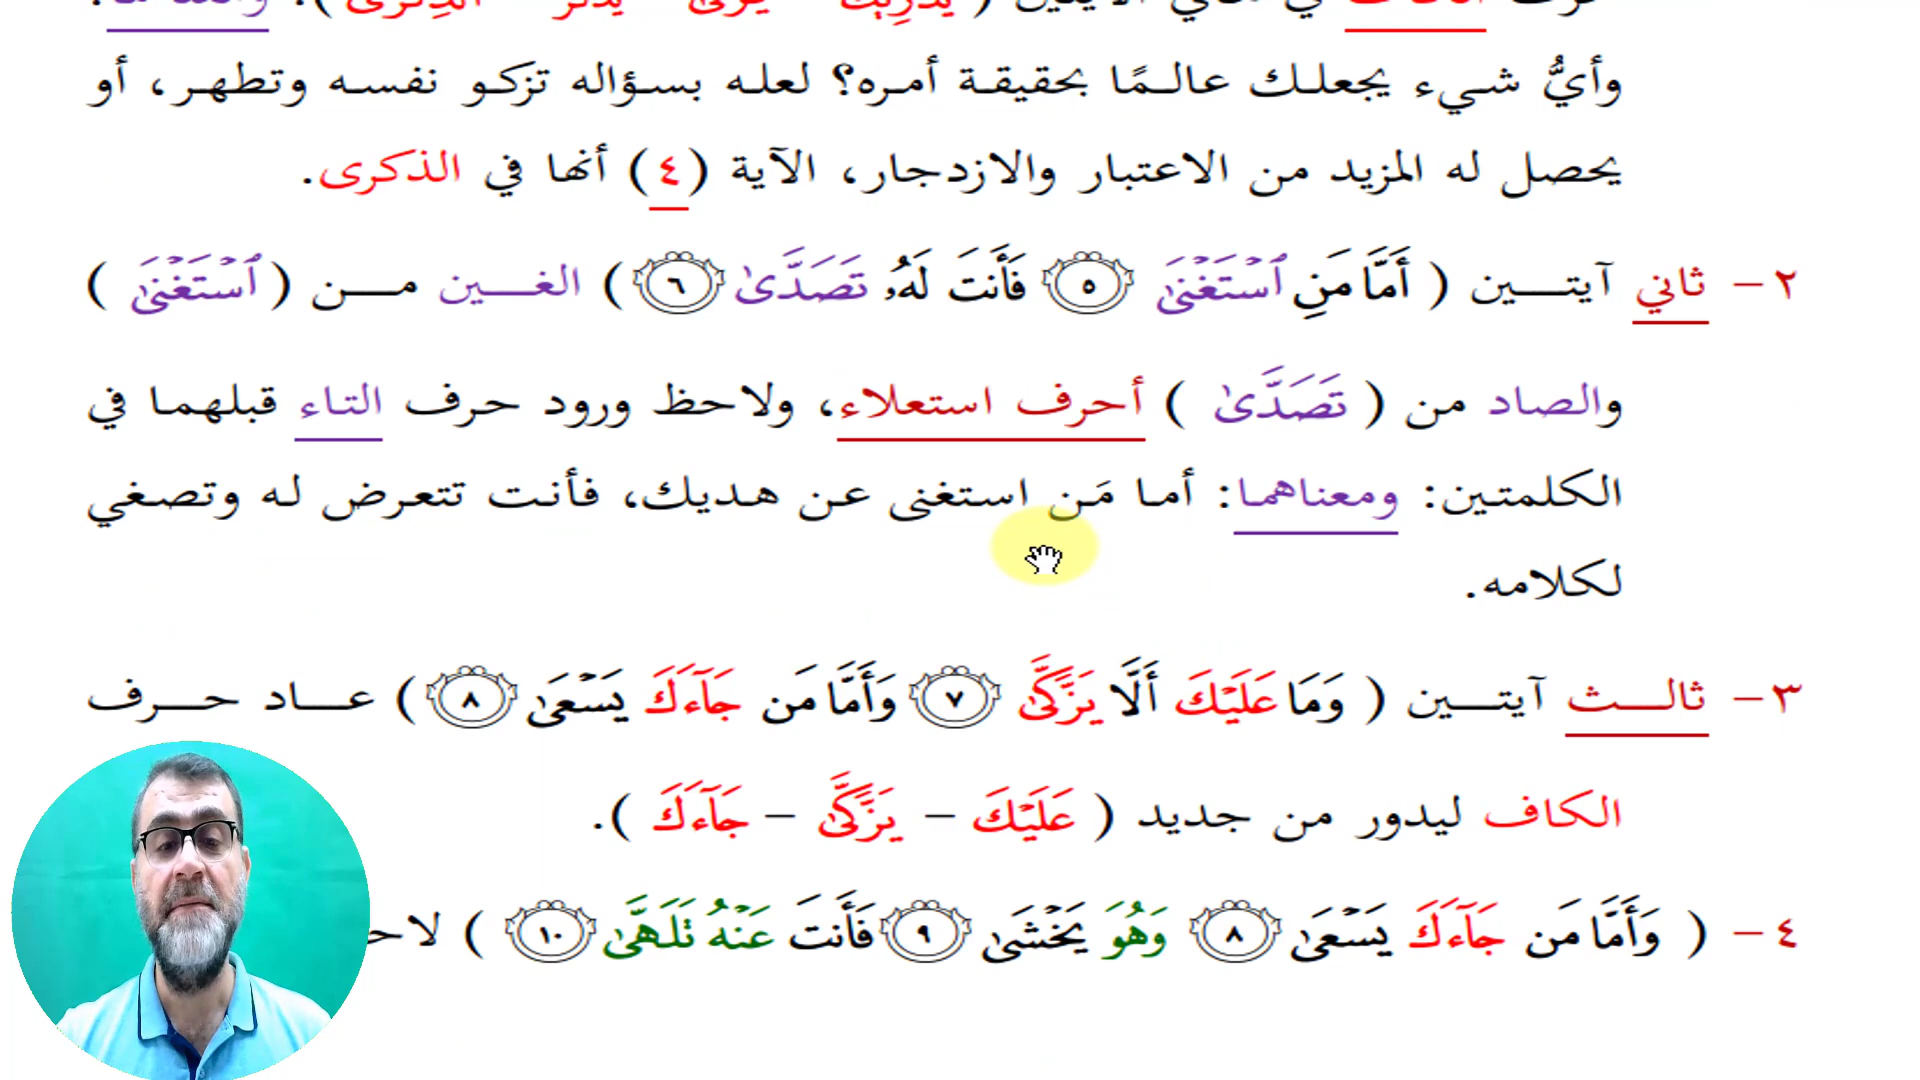 وأيُّ شيء يجعلك عالمًا بحقيقة أمره؟ لعله بسؤاله تزكو نفسه وتطهر، أو
يحصل له المزيد من الاعتبار والازدجار، الآية (٤) أنها في الذكرى.
٢- ثاني آيتين ( أَمَّا مَنِ ٱسْتَغْنَىٰ ٥ فَأَنتَ لَهُۥ تَصَدَّىٰ ٦ ) الغين من ( ٱسْتَغْنَىٰ )
والصاد من ( تَصَدَّىٰ ) أحرف استعلاء، ولاحظ ورود حرف التاء قبلهما في
الكلمتين: ومعناهما: أما مَن استغنى عن هديك، فأنت تتعرض له وتصغي
لكلامه.
٣- ثالث آيتين ( وَمَا عَلَيْكَ أَلَّا يَزَّكَّىٰ ٧ وَأَمَّا مَن جَآءَكَ يَسْعَىٰ ٨ ) عاد حرف
الكاف ليدور من جديد ( عَلَيْكَ – يَزَّكَّىٰ – جَآءَكَ ).
٤- ( وَأَمَّا مَن جَآءَكَ يَسْعَىٰ ٨ وَهُوَ يَخْشَىٰ ٩ فَأَنتَ عَنْهُ تَلَهَّىٰ ١٠ )